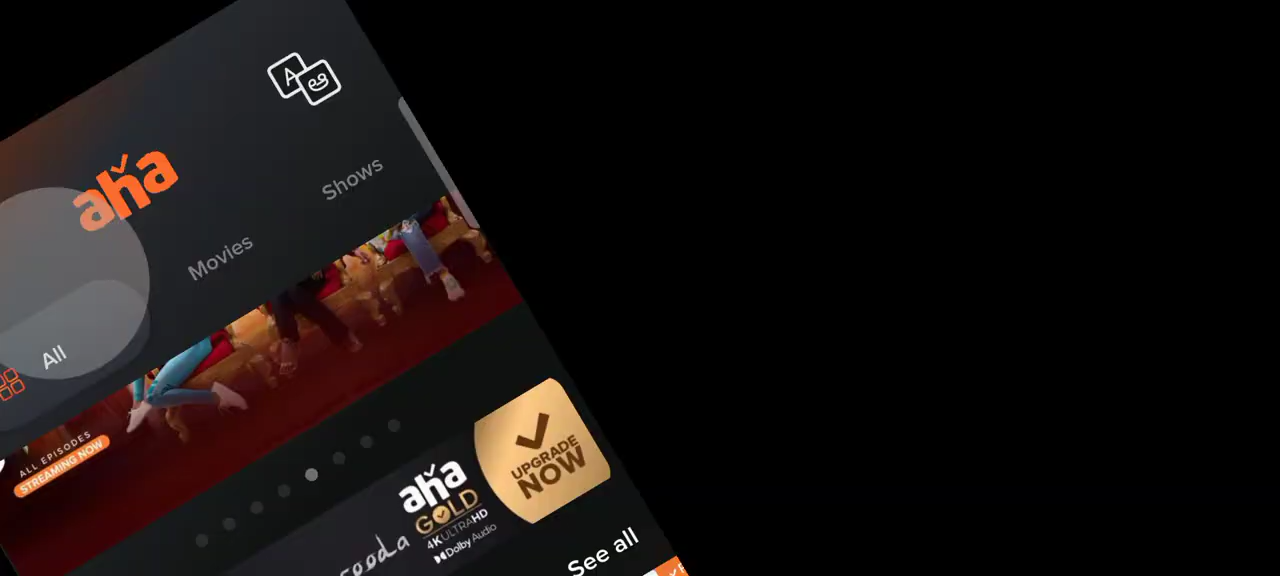 A
aha
All
Movies
Shows
ALL EPISODES
STREAMING NOW
aha
GOLD
4K ULTRA HD
Dolby Audio
UPGRADE
NOW
See all